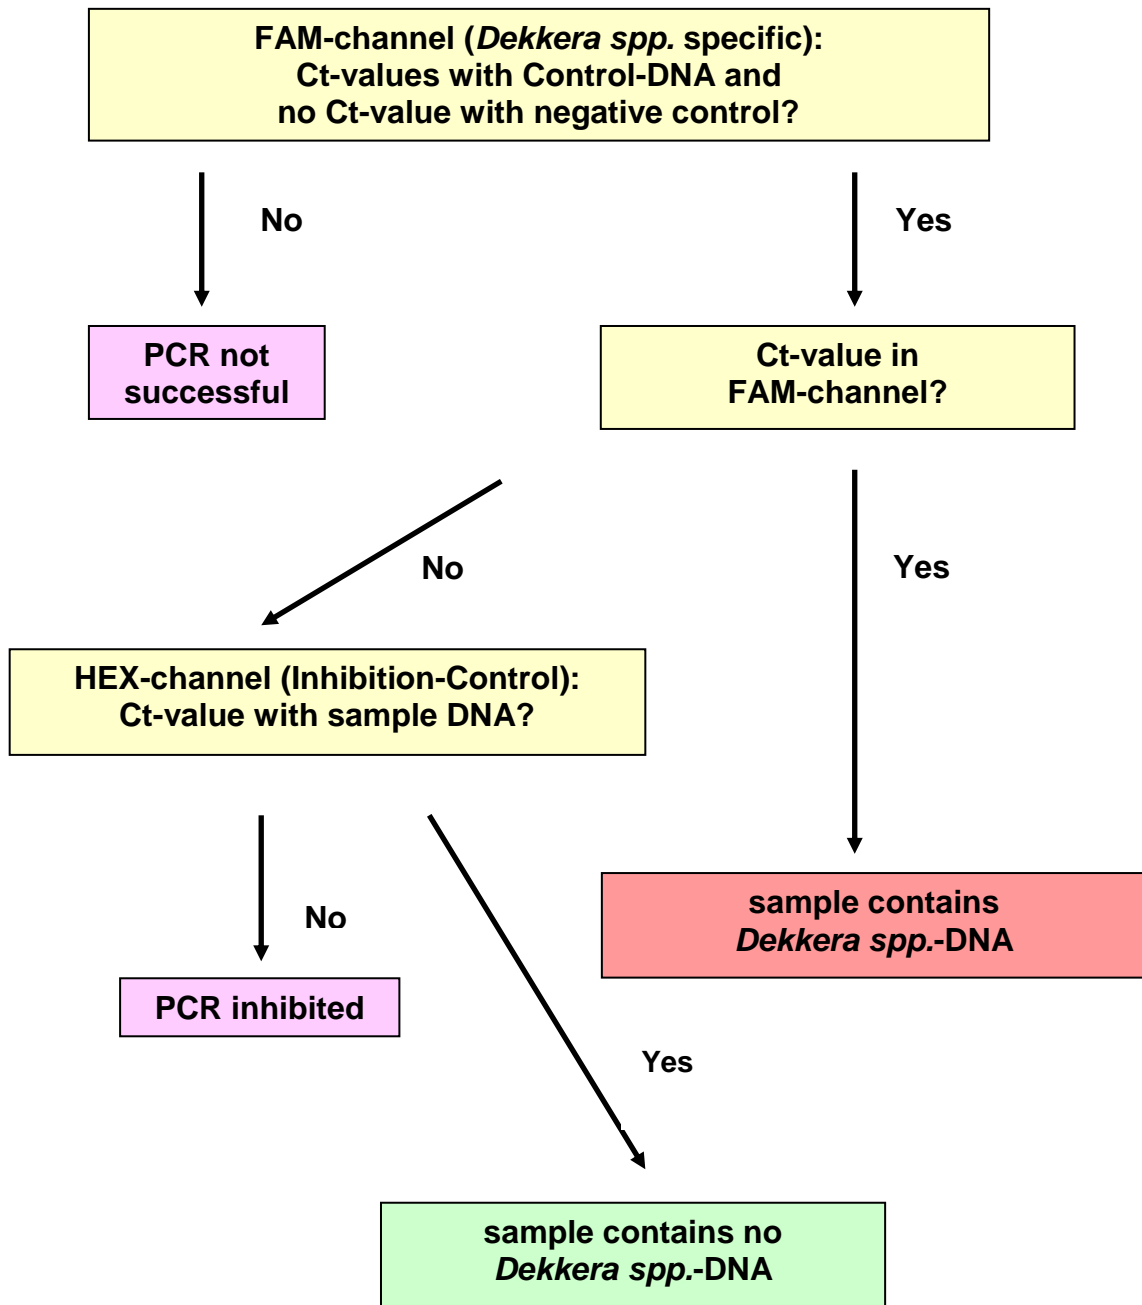 FAM-channel (Dekkera spp. specific):
Ct-values with Control-DNA and
no Ct-value with negative control?
No
Yes
PCR not
successful
Ct-value in
FAM-channel?
No
Yes
HEX-channel (Inhibition-Control):
Ct-value with sample DNA?
No
sample contains
Dekkera spp.-DNA
PCR inhibited
Yes
sample contains no
Dekkera spp.-DNA